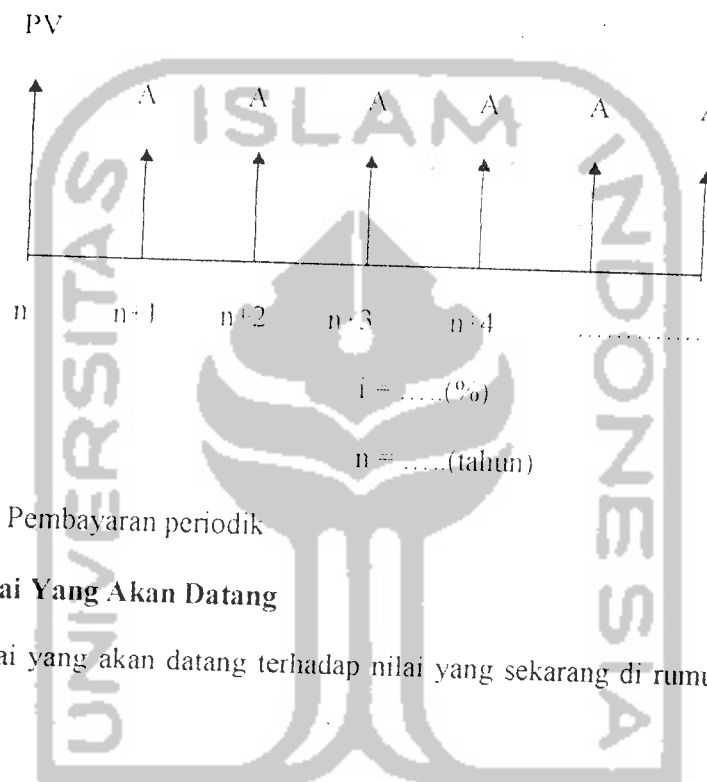 PV
A A A A A A
ISLAM
UNIVERSITAS
INDONESIA
n n+1 n+2 n+3 n+4 ............
i = .....(%)
n = .....(tahun)
Pembayaran periodik
ai Yang Akan Datang
ai yang akan datang terhadap nilai yang sekarang di rumu